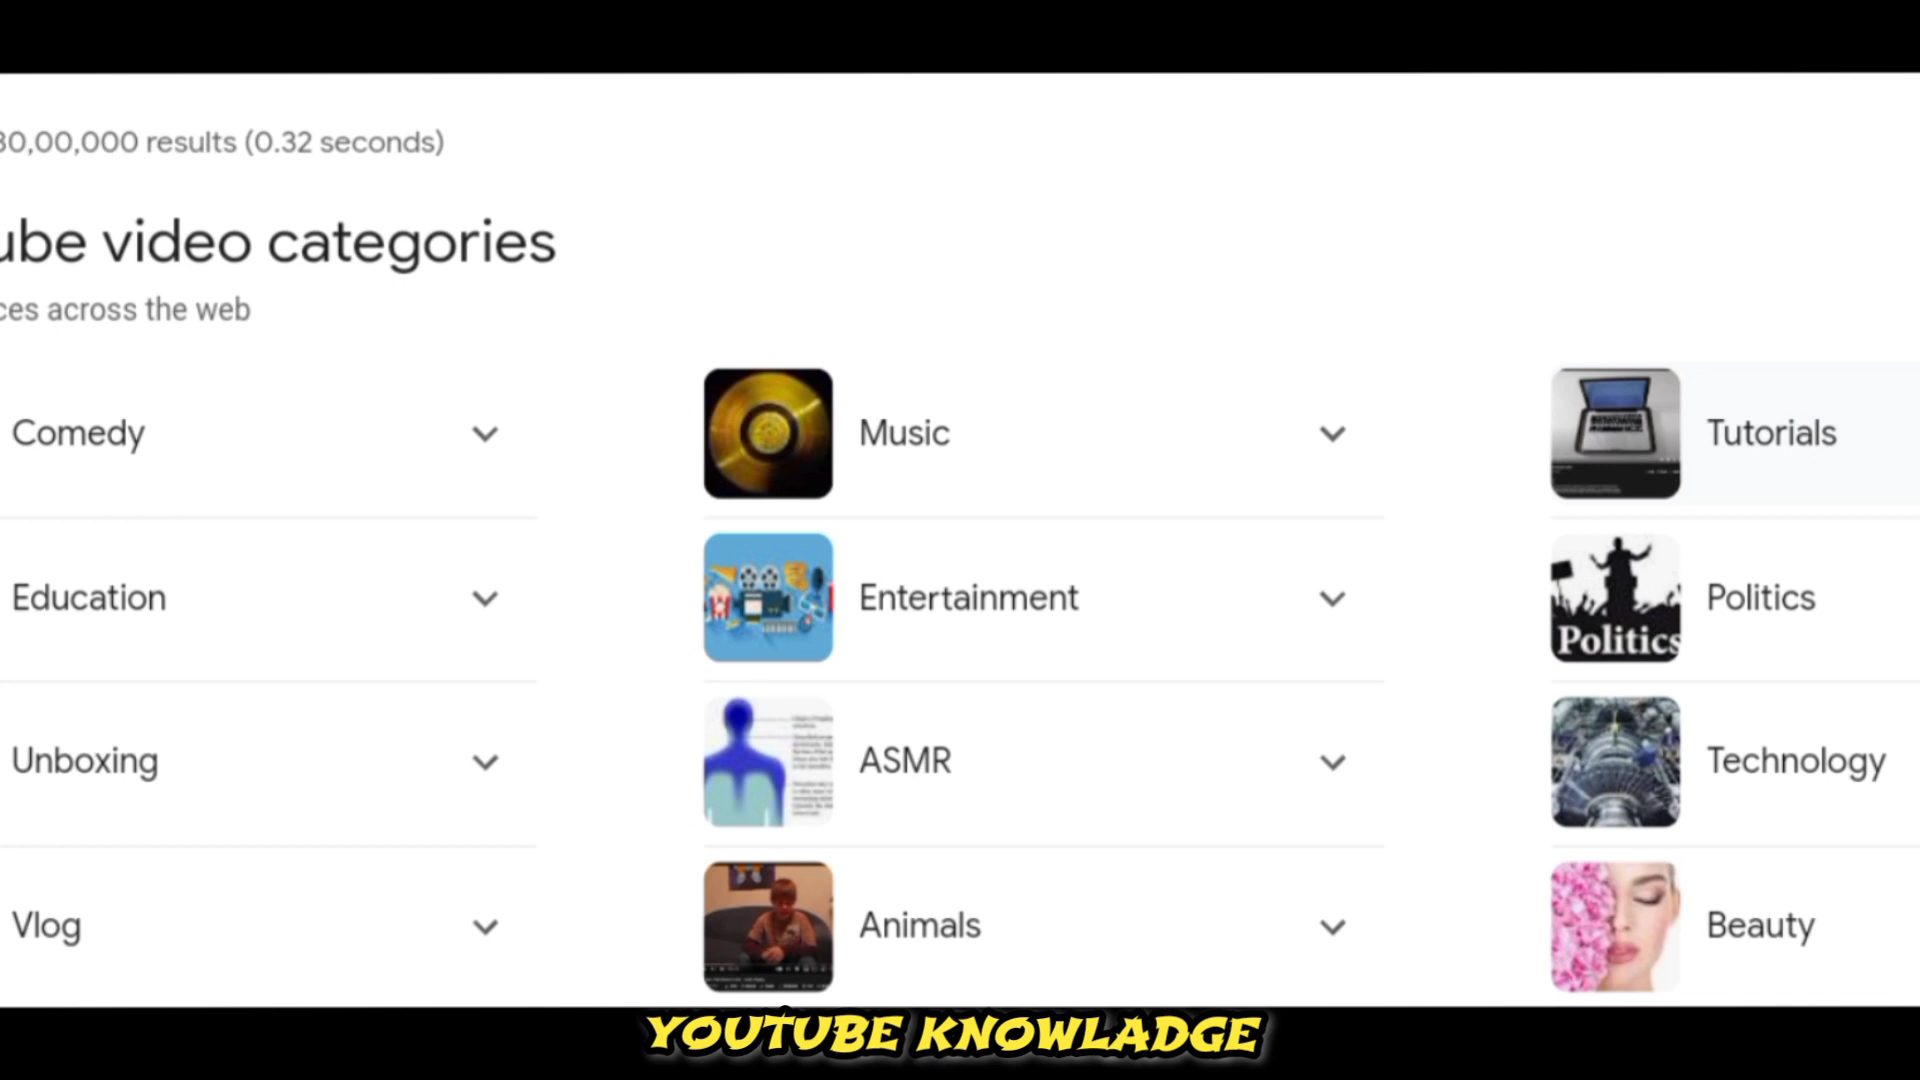 30,00,000 results (0.32 seconds)
ube video categories
ces across the web
Comedy
Music
Tutorials
Education
Entertainment
Politics
Politics
Unboxing
ASMR
Technology
Vlog
Animals
Beauty
YOUTUBE KNOWLADGE